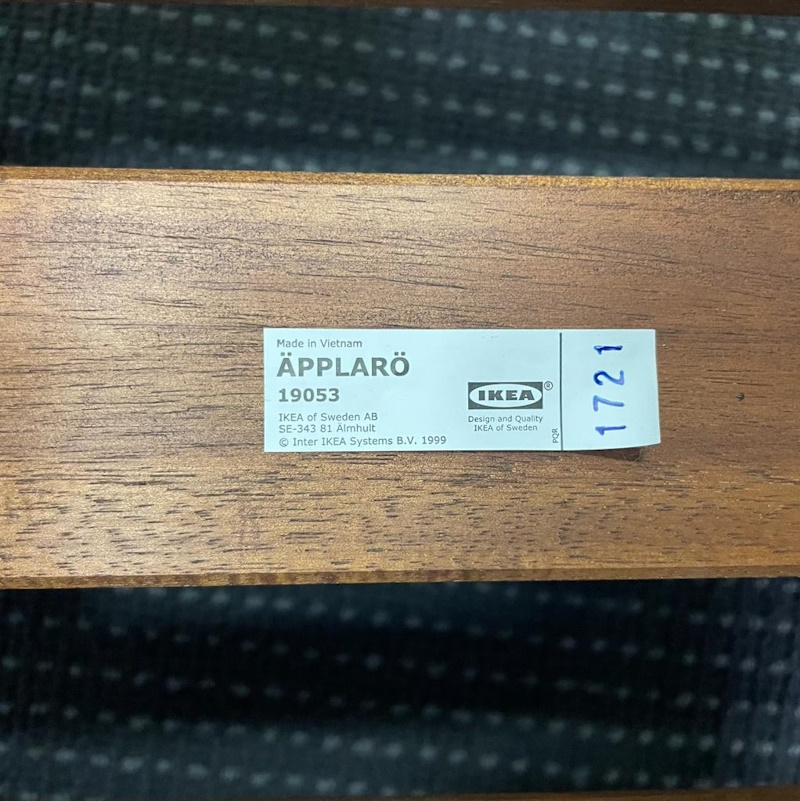 Made in Vietnam
ÄPPLARÖ
19053
IKEA of Sweden AB
SE-343 81 Älmhult
© Inter IKEA Systems B.V. 1999
IKEA®
Design and Quality
IKEA of Sweden
PQR
1721